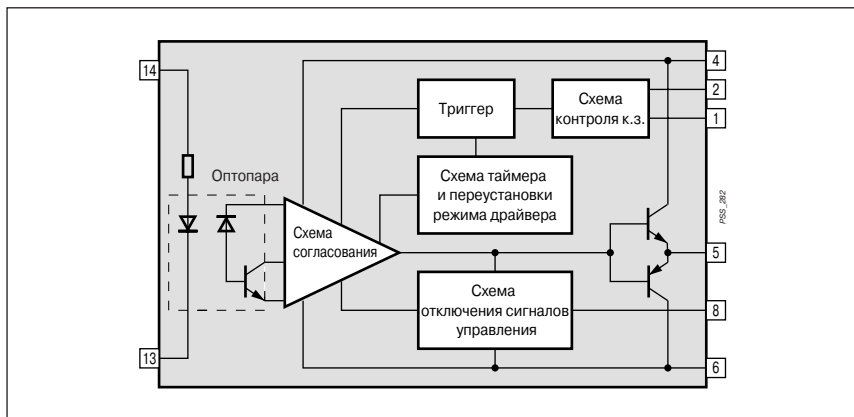 14
4
2
1
Триггер
Схема
контроля к.з.
Оптопара
Схема таймера
и переустановки
режима драйвера
PSS_282
Схема
согласования
5
Схема
отключения сигналов
управления
8
13
6